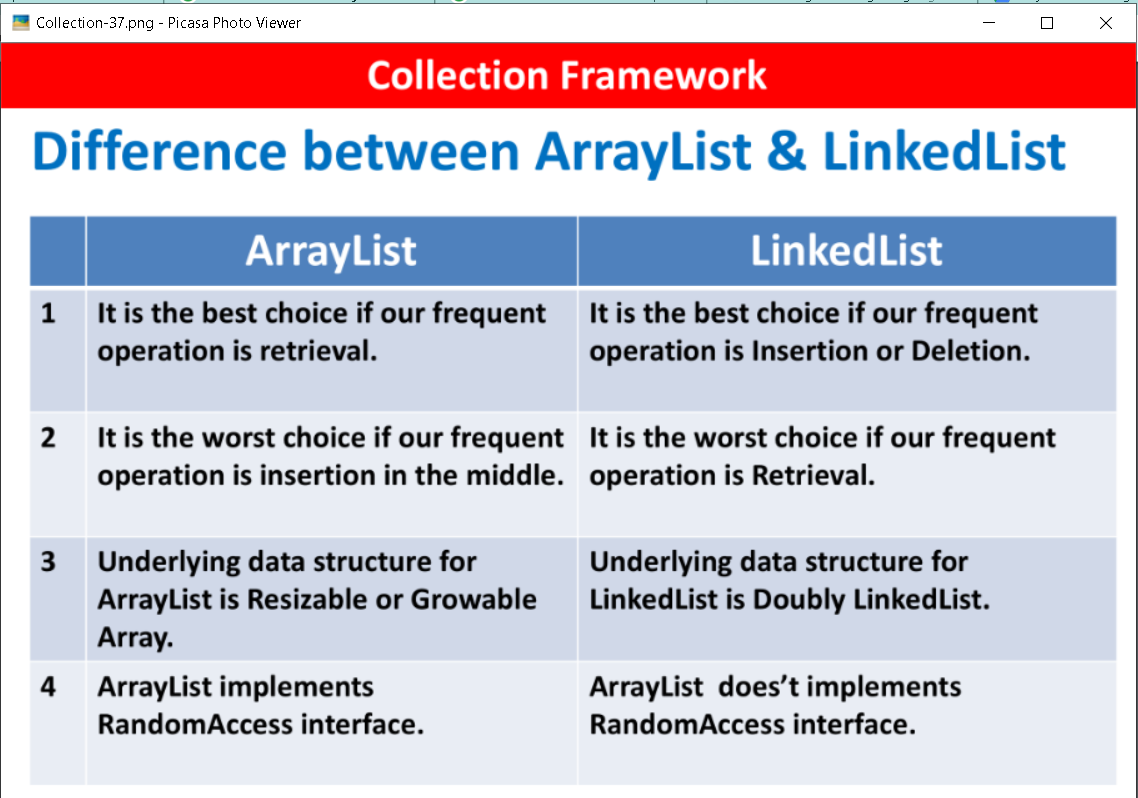 Collection-37.png - Picasa Photo Viewer
Collection Framework
Difference between ArrayList & LinkedList
ArrayList
LinkedList
1
It is the best choice if our frequent
operation is retrieval.
It is the best choice if our frequent
operation is Insertion or Deletion.
2
It is the worst choice if our frequent
operation is insertion in the middle.
It is the worst choice if our frequent
operation is Retrieval.
3
Underlying data structure for
ArrayList is Resizable or Growable
Array.
Underlying data structure for
LinkedList is Doubly LinkedList.
4
ArrayList implements
RandomAccess interface.
ArrayList  does’t implements
RandomAccess interface.